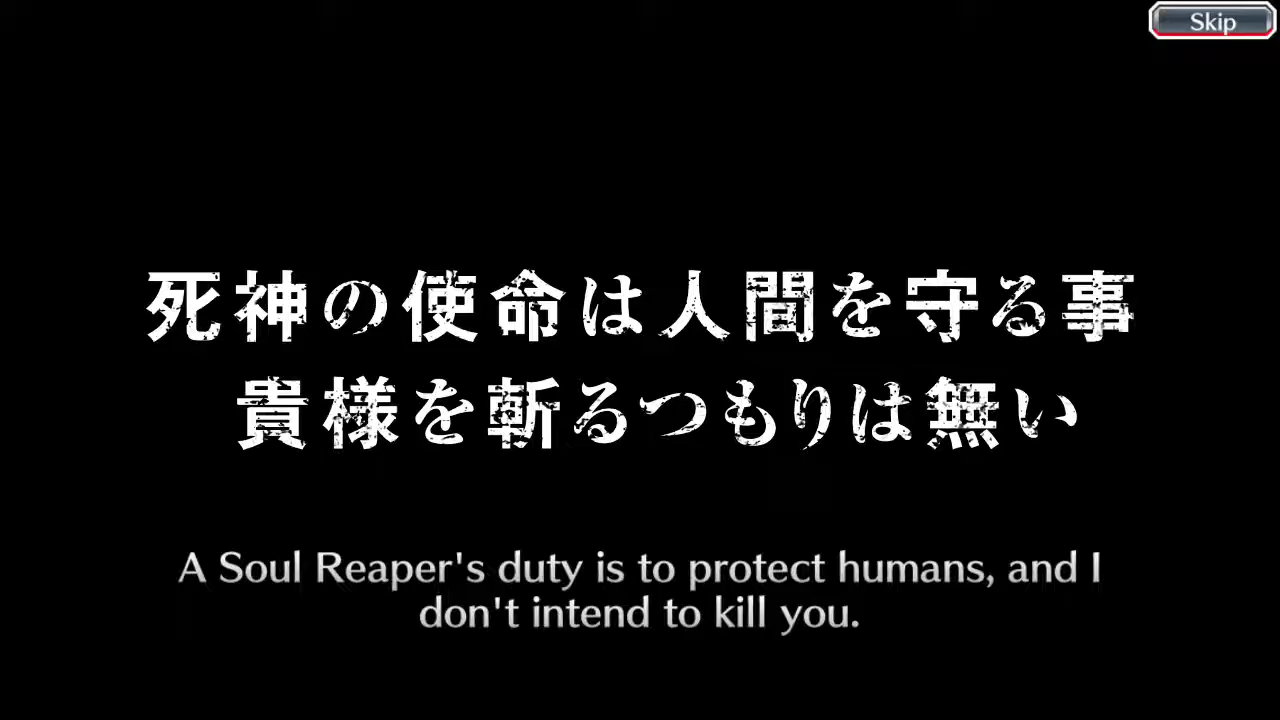 Skip
死神の使命は人間を守る事
貴様を斬るつもりは無い
A Soul Reaper's duty is to protect humans, and I
don't intend to kill you.